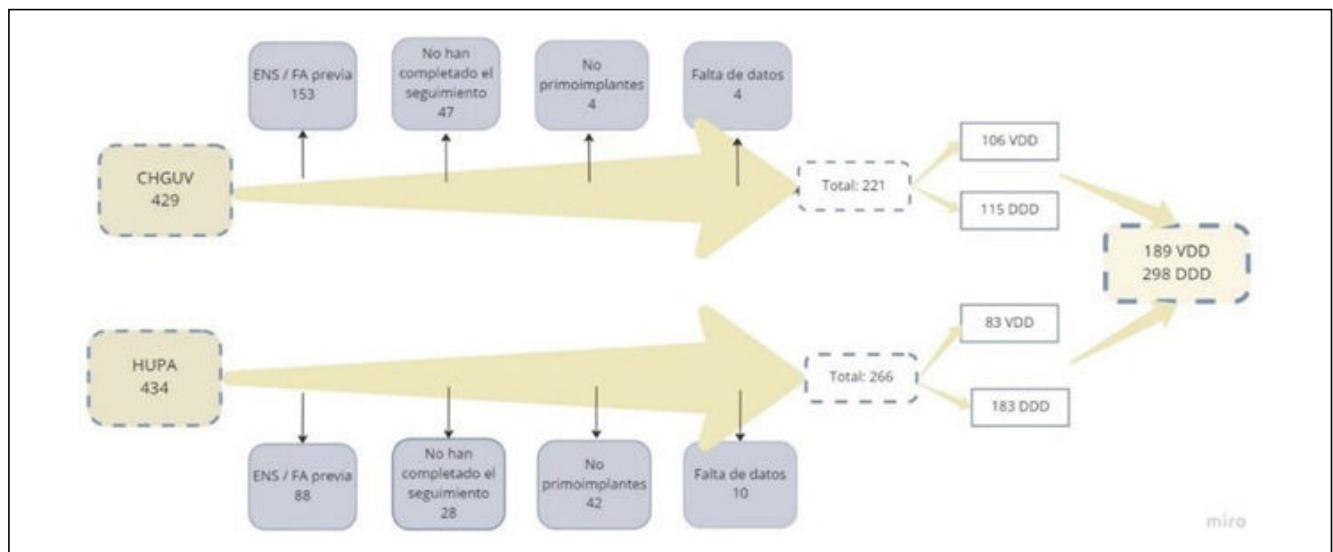 ENS / FA previa
153
No han
completado el
seguimiento
47
No
primoimplantes
4
Falta de datos
4
CHGUV
429
Total: 221
106 VDD
115 DDD
189 VDD
298 DDD
HUPA
434
Total: 266
83 VDD
183 DDD
ENS / FA previa
88
No han
completado el
seguimiento
28
No
primoimplantes
42
Falta de datos
10
miro